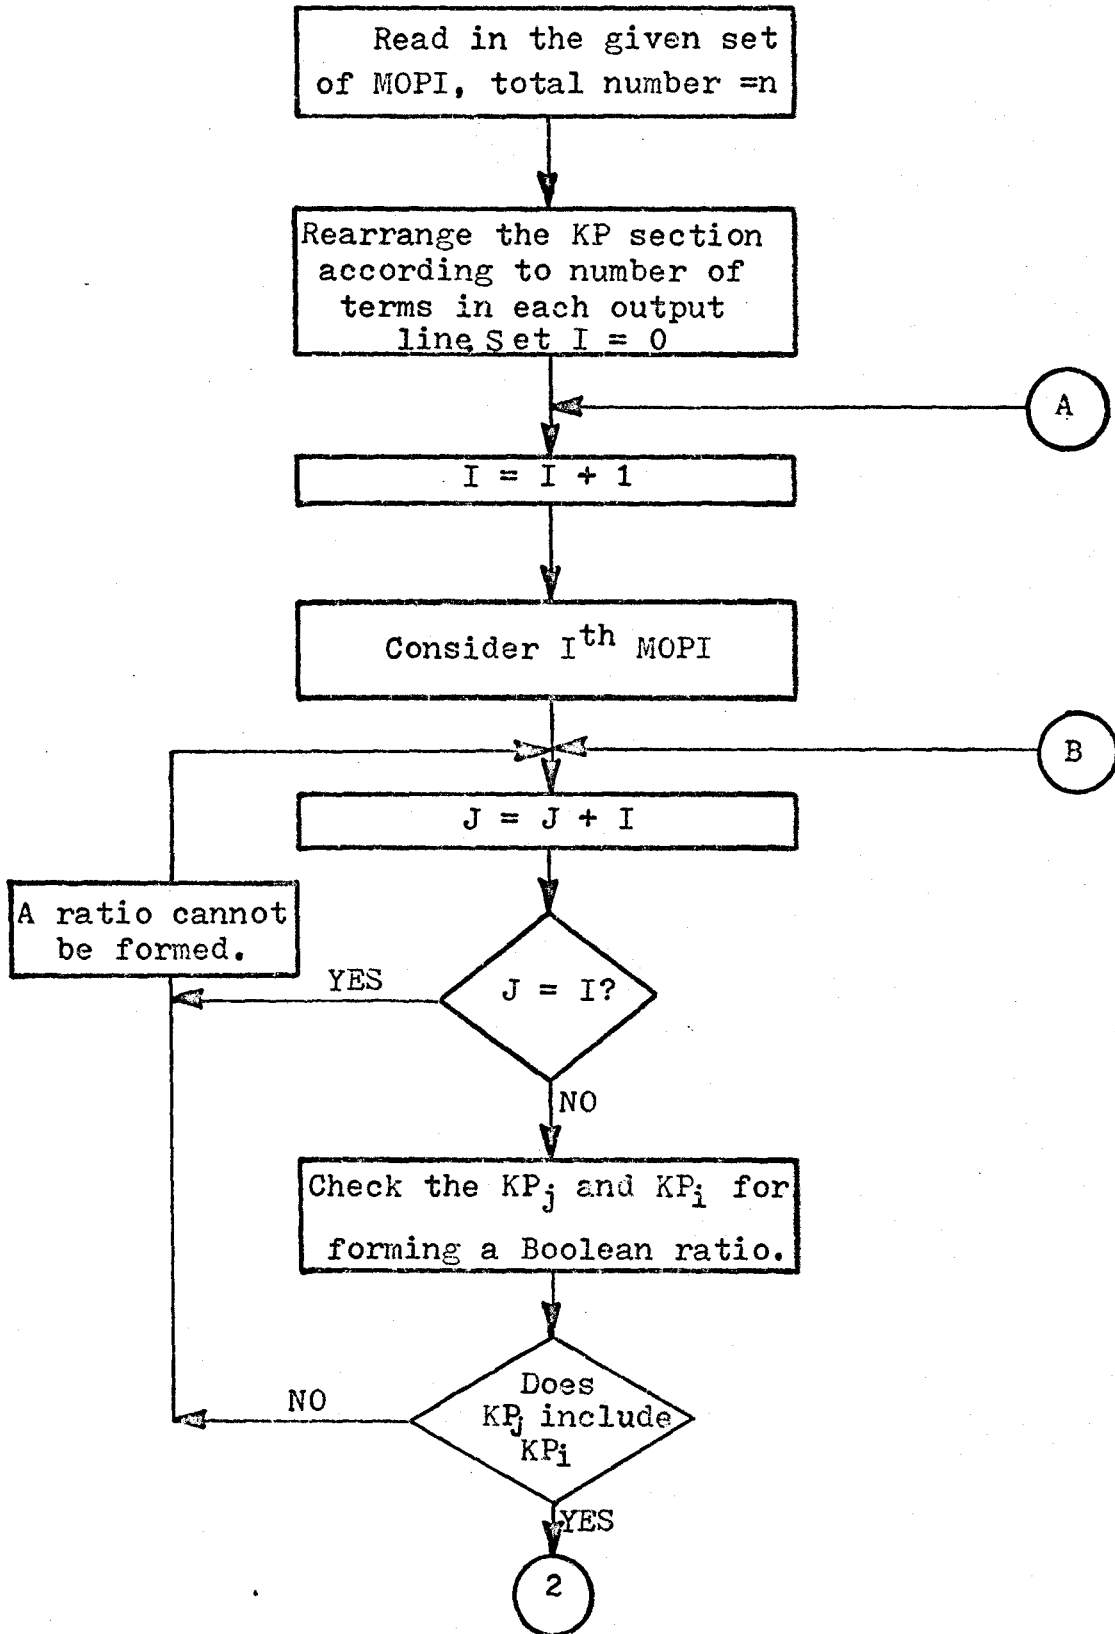 Read in the given set
of MOPI, total number =n
Rearrange the KP section
according to number of
terms in each output
line. Set I = 0
A
I = I + 1
Consider Ith MOPI
B
J = J + I
A ratio cannot
be formed.
YES
J = I?
NO
Check the KPj and KPi for
forming a Boolean ratio.
NO
Does
KPj include
KPi
YES
2